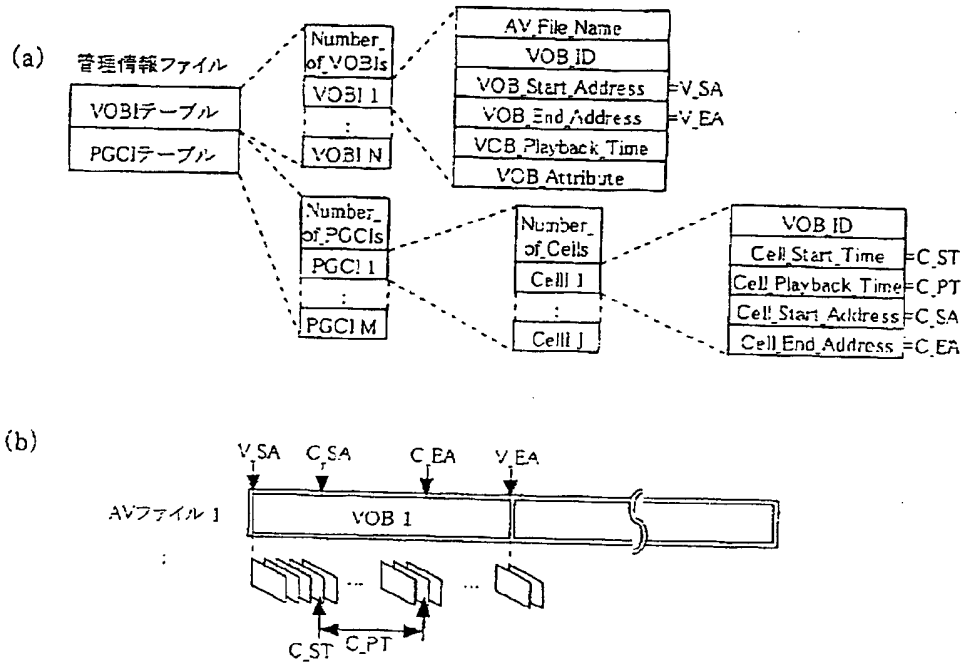 (a)
管理情報ファイル
VOBIテーブル
PGCIテーブル
Number_
of_VOBIs
VOBI 1
:
VOBI N
AV_File_Name
VOB_ID
VOB_Start_Address =V_SA
VOB_End_Address =V_EA
VOB_Playback_Time
VOB_Attribute
Number_
of_PGCIs
PGCI 1
:
PGCI M
Number_
of_Cells
CellI 1
:
CellI J
VOB_ID
Cell_Start_Time =C_ST
Cell_Playback_Time =C_PT
Cell_Start_Address =C_SA
Cell_End_Address =C_EA
(b)
V_SA C_SA C_EA V_EA
AVファイル 1
VOB 1
:
... ...
C_ST C_PT